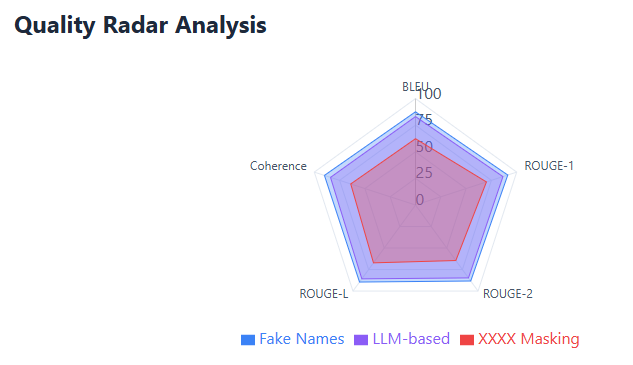 Quality Radar Analysis
BLEU
100
75
50
25
0
Coherence
ROUGE-1
ROUGE-L
ROUGE-2
Fake Names LLM-based XXXX Masking